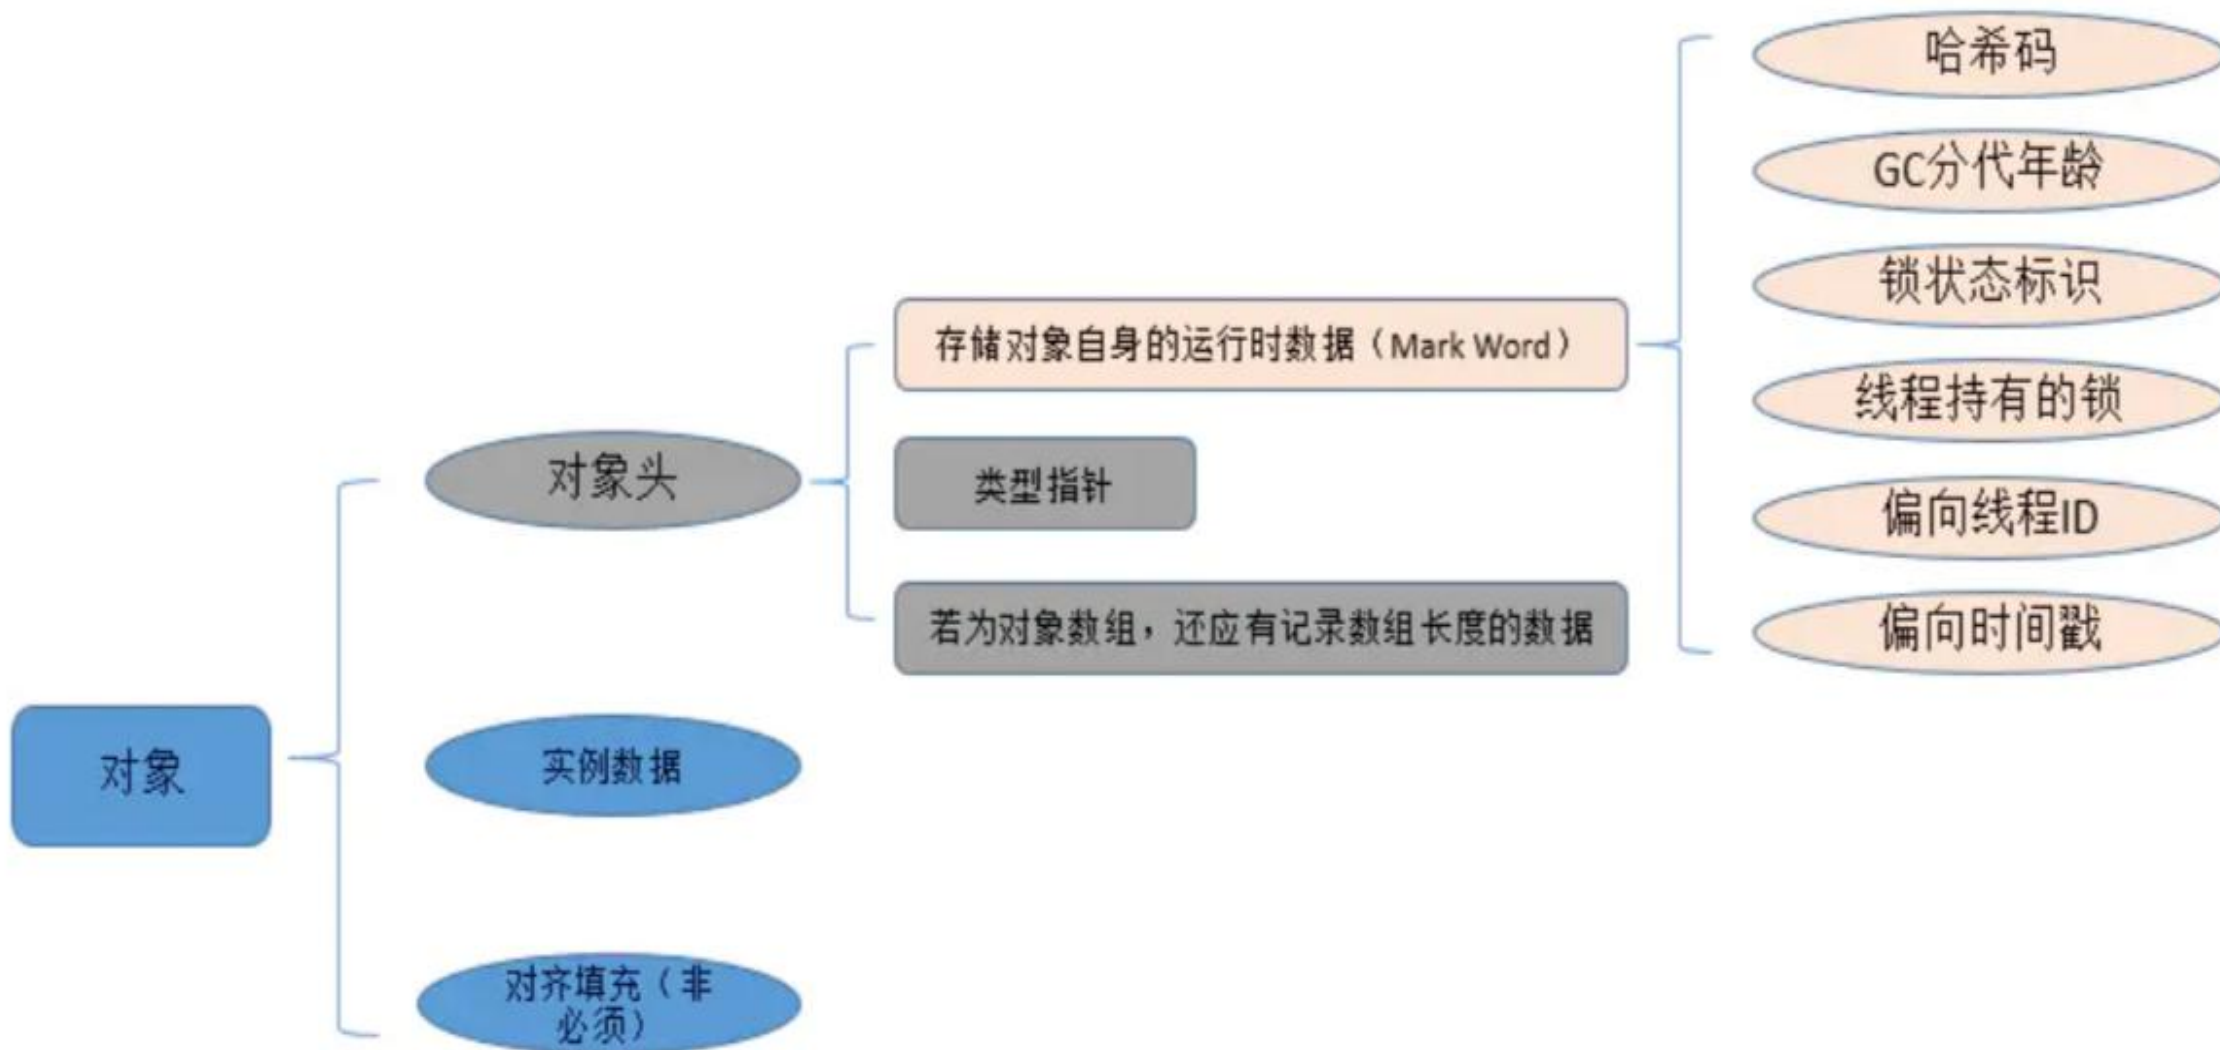 对象
对象头
实例数据
对齐填充（非
必须）
存储对象自身的运行时数据（Mark Word）
类型指针
若为对象数组，还应有记录数组长度的数据
哈希码
GC分代年龄
锁状态标识
线程持有的锁
偏向线程ID
偏向时间戳